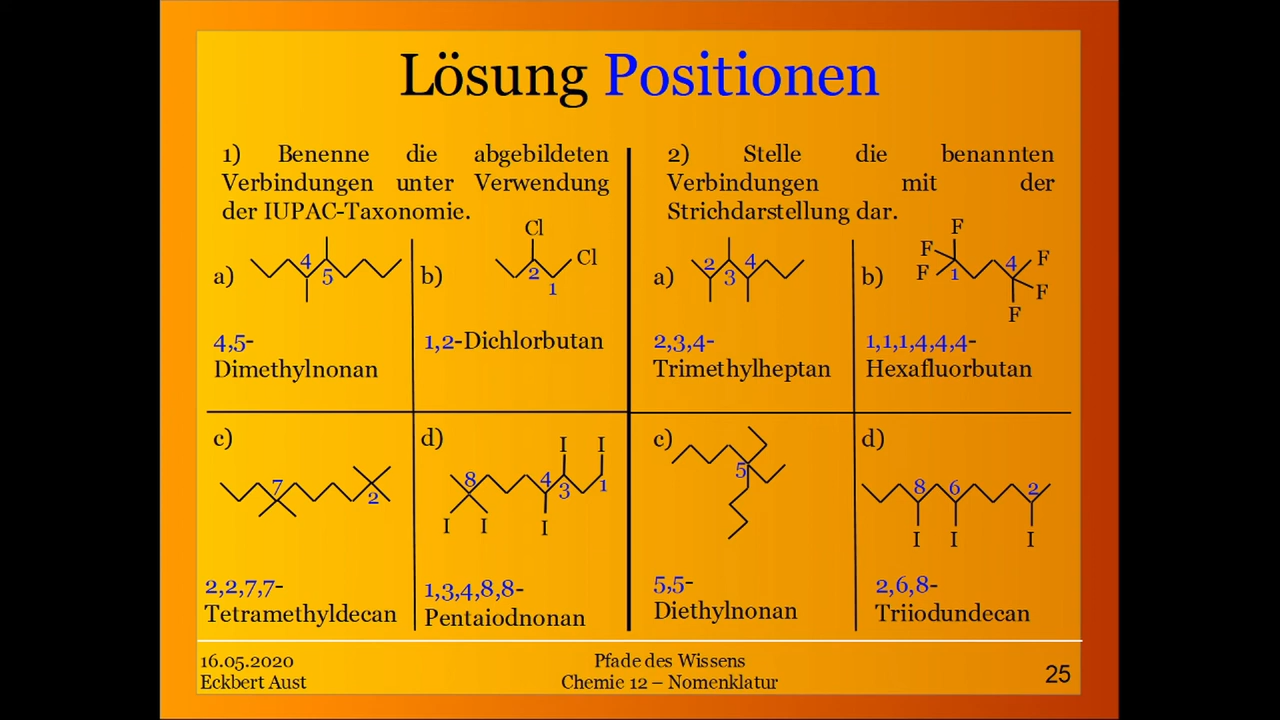 Lösung Positionen
1) Benenne die abgebildeten
Verbindungen unter Verwendung
der IUPAC-Taxonomie.
a)
4
5
4,5-
Dimethylnonan
b)
Cl
Cl
2
1
1,2-Dichlorbutan
c)
7
2
2,2,7,7-
Tetramethyldecan
d)
I I
8 4
3 1
I I I
1,3,4,8,8-
Pentaiodnonan
2) Stelle die benannten
Verbindungen mit der
Strichdarstellung dar.
a)
2 4
3
2,3,4-
Trimethylheptan
b)
F
F
F
1
4
F
F
F
1,1,1,4,4,4-
Hexafluorbutan
c)
5
5,5-
Diethylnonan
d)
8 6 2
I I I
2,6,8-
Triiodundecan
16.05.2020
Eckbert Aust
Pfade des Wissens
Chemie 12 – Nomenklatur
25